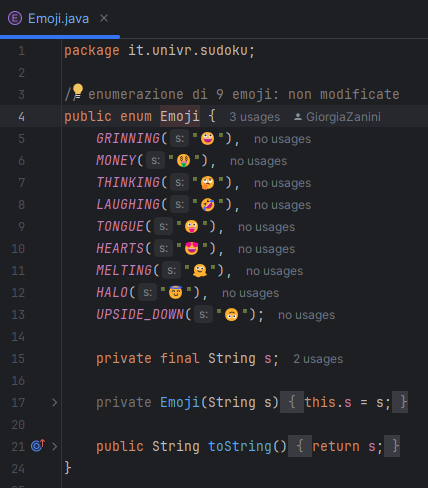 Emoji.java ×
1 package it.univr.sudoku;
2
3 // enumerazione di 9 emoji: non modificate
4 public enum Emoji { 3 usages GiorgiaZanini
5 GRINNING( s: "😀"), no usages
6 MONEY( s: "🤑"), no usages
7 THINKING( s: "🤔"), no usages
8 LAUGHING( s: "🤣"), no usages
9 TONGUE( s: "😛"), no usages
10 HEARTS( s: "😍"), no usages
11 MELTING( s: "🫠"), no usages
12 HALO( s: "😇"), no usages
13 UPSIDE_DOWN( s: "🙃"); no usages
14
15 private final String s; 2 usages
16
17 private Emoji(String s) { this.s = s; }
20
21 public String toString() { return s; }
24 }